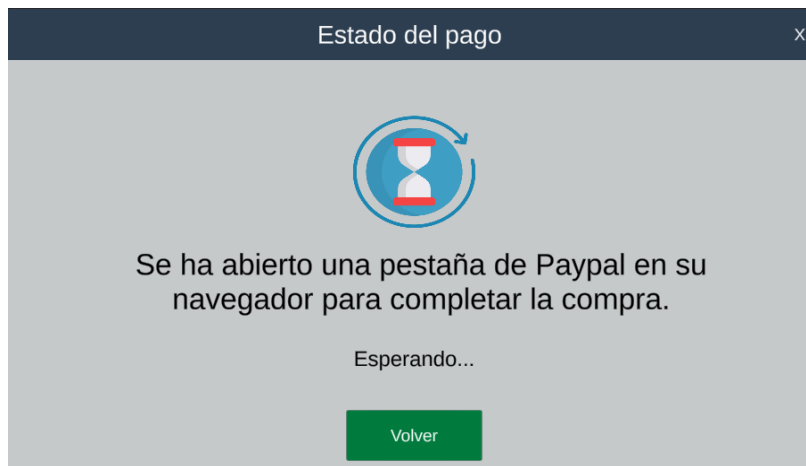 Estado del pago
X
Se ha abierto una pestaña de Paypal en su
navegador para completar la compra.
Esperando...
Volver